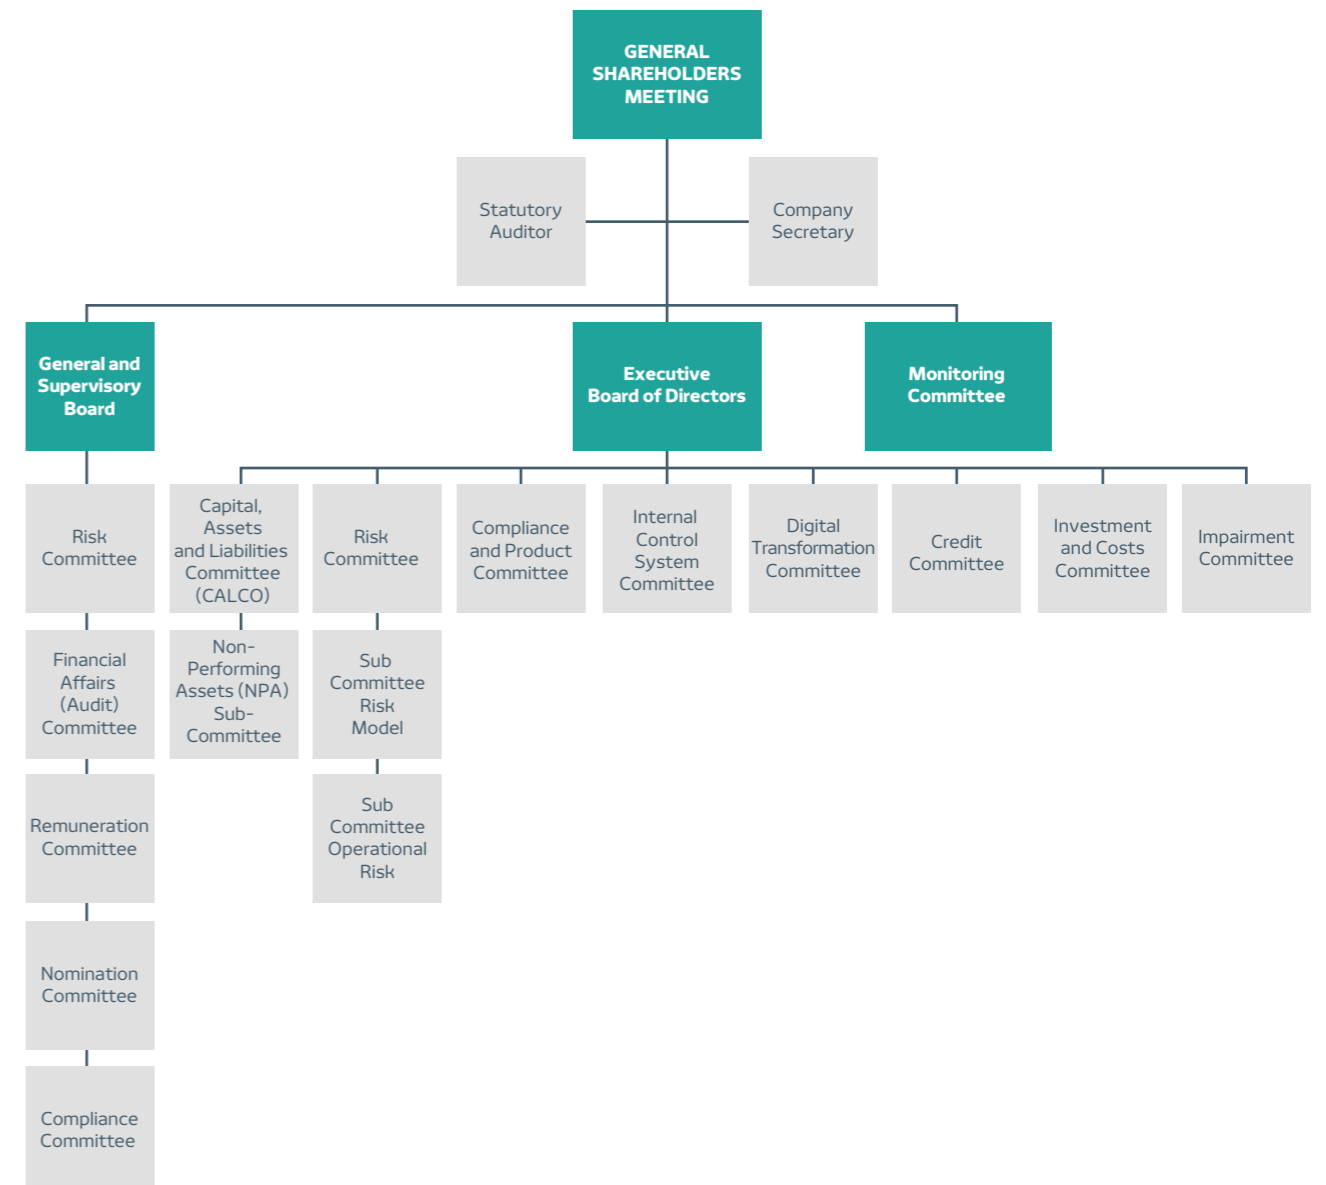 GENERAL
SHAREHOLDERS
MEETING
Statutory
Auditor
Company
Secretary
General and
Supervisory
Board
Executive
Board of Directors
Monitoring
Committee
Risk
Committee
Capital,
Assets
and Liabilities
Committee
(CALCO)
Risk
Committee
Compliance
and Product
Committee
Internal
Control
System
Committee
Digital
Transformation
Committee
Credit
Committee
Investment
and Costs
Committee
Impairment
Committee
Financial
Affairs
(Audit)
Committee
Non-
Performing
Assets (NPA)
Sub-
Committee
Sub
Committee
Risk
Model
Remuneration
Committee
Sub
Committee
Operational
Risk
Nomination
Committee
Compliance
Committee